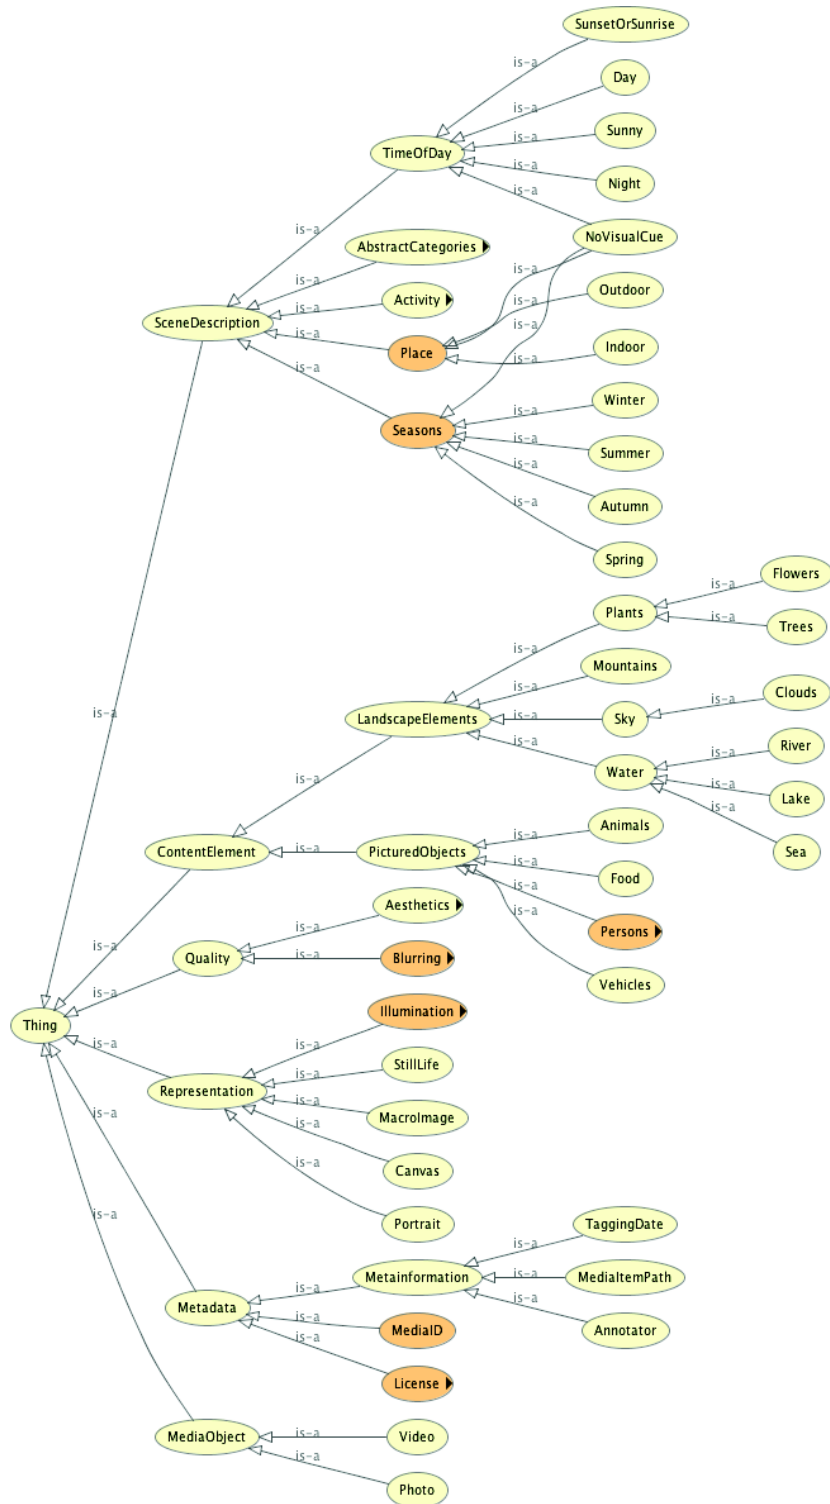 SunsetOrSunrise
is-a
Day
is-a
Sunny
is-a
TimeOfDay
Night
is-a
is-a
NoVisualCue
is-a
AbstractCategories
is-a
is-a
Outdoor
Activity
is-a
is-a
SceneDescription
is-a
is-a
Indoor
Place
is-a
is-a
Winter
is-a
Seasons
Summer
is-a
is-a
Autumn
is-a
Spring
Flowers
is-a
Plants
is-a
Trees
is-a
Mountains
is-a
Clouds
is-a
is-a
LandscapeElements
is-a
Sky
is-a
River
is-a
Water
is-a
is-a
Lake
is-a
Animals
is-a
ContentElement
is-a
PicturedObjects
Sea
is-a
Food
is-a
Aesthetics
is-a
is-a
Persons
is-a
Quality
is-a
Blurring
Vehicles
is-a
Illumination
Thing
is-a
is-a
StillLife
is-a
Representation
is-a
MacroImage
is-a
is-a
Canvas
is-a
is-a
Portrait
TaggingDate
is-a
Metainformation
is-a
MediaItemPath
is-a
is-a
Metadata
is-a
MediaID
Annotator
is-a
License
MediaObject
is-a
Video
is-a
Photo